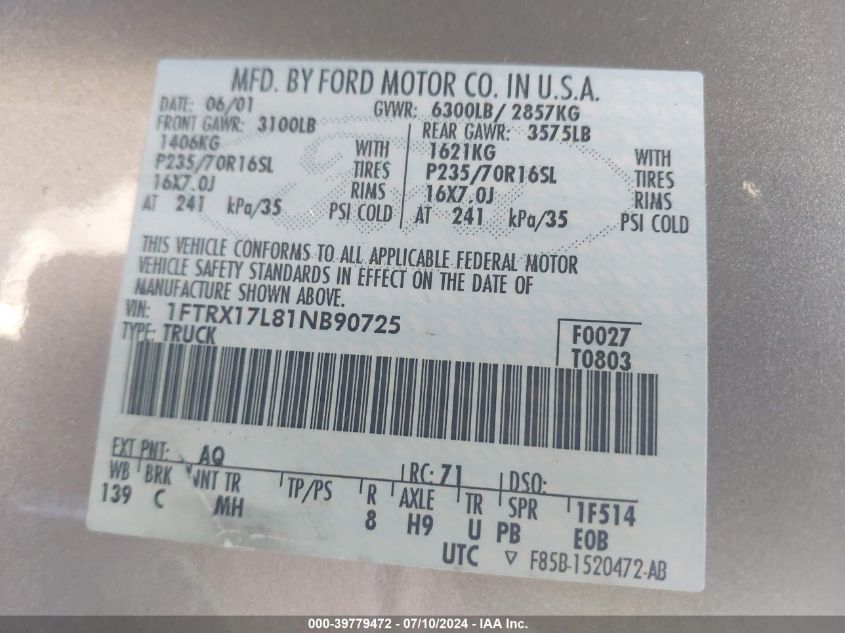 MFD. BY FORD MOTOR CO. IN U.S.A.
DATE: 06/01 GVWR: 6300LB/ 2857KG
FRONT GAWR: 3100LB REAR GAWR: 3575LB
1406KG WITH 1621KG WITH
P235/70R16SL TIRES P235/70R16SL TIRES
16X7.0J RIMS 16X7.0J RIMS
AT 241 kPa/35 PSI COLD AT 241 kPa/35 PSI COLD
THIS VEHICLE CONFORMS TO ALL APPLICABLE FEDERAL MOTOR
VEHICLE SAFETY STANDARDS IN EFFECT ON THE DATE OF
MANUFACTURE SHOWN ABOVE.
VIN: 1FTRX17L81NB90725
TYPE: TRUCK
F0027
T0803
EXT PNT: AQ RC: 71 DSO:
WB BRK INT TR TP/PS R AXLE TR SPR 1F514
139 C MH 8 H9 U PB EOB
UTC ▽ F85B-1520472-AB
000-39779472 - 07/10/2024 - IAA Inc.